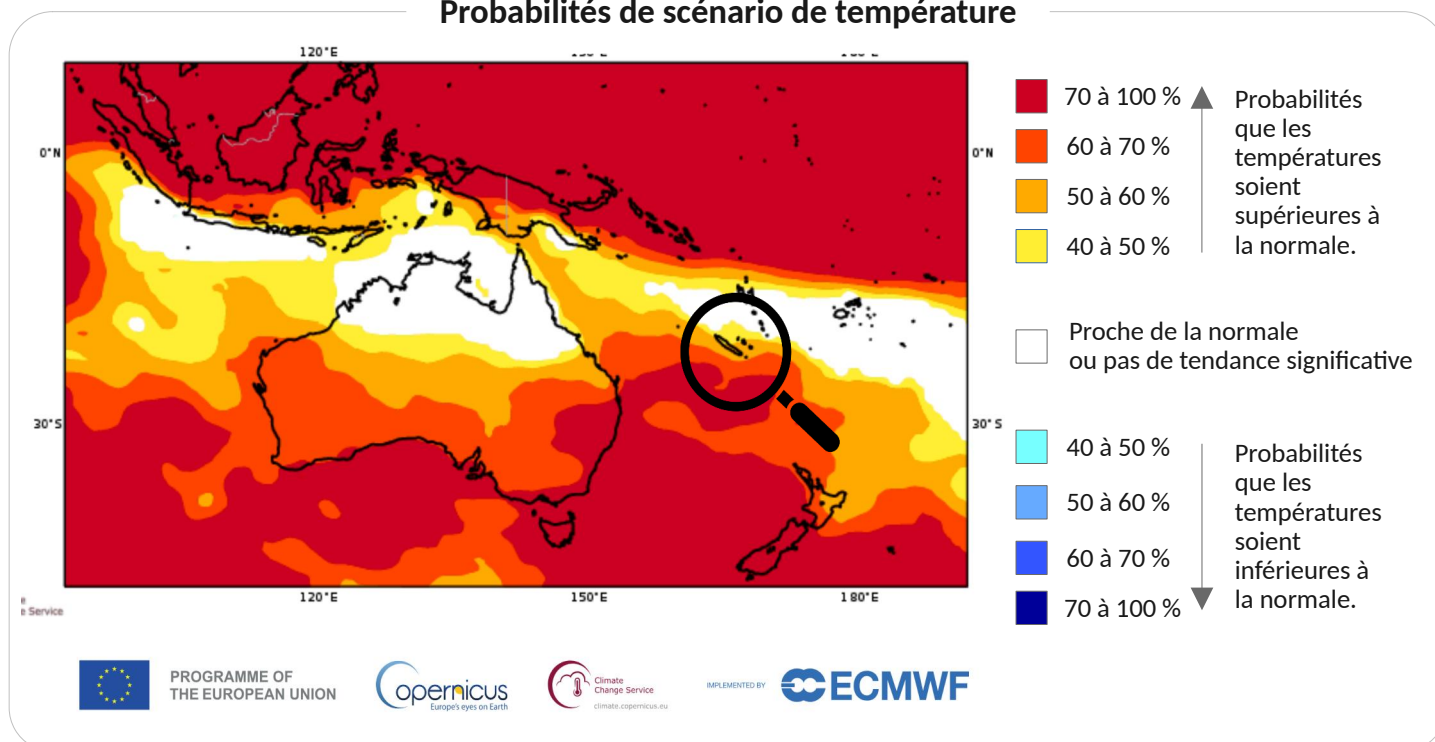 Probabilités de scénario de température
120°E
0°N
0°N
30°S
30°S
120°E
150°E
180°E
e Service
70 à 100 %
60 à 70 %
50 à 60 %
40 à 50 %
Probabilités
que les
températures
soient
supérieures à
la normale.
Proche de la normale
ou pas de tendance significative
40 à 50 %
50 à 60 %
60 à 70 %
70 à 100 %
Probabilités
que les
températures
soient
inférieures à
la normale.
PROGRAMME OF
THE EUROPEAN UNION
opernicus
Europe's eyes on Earth
Climate
Change Service
climate.copernicus.eu
IMPLEMENTED BY
ECMWF